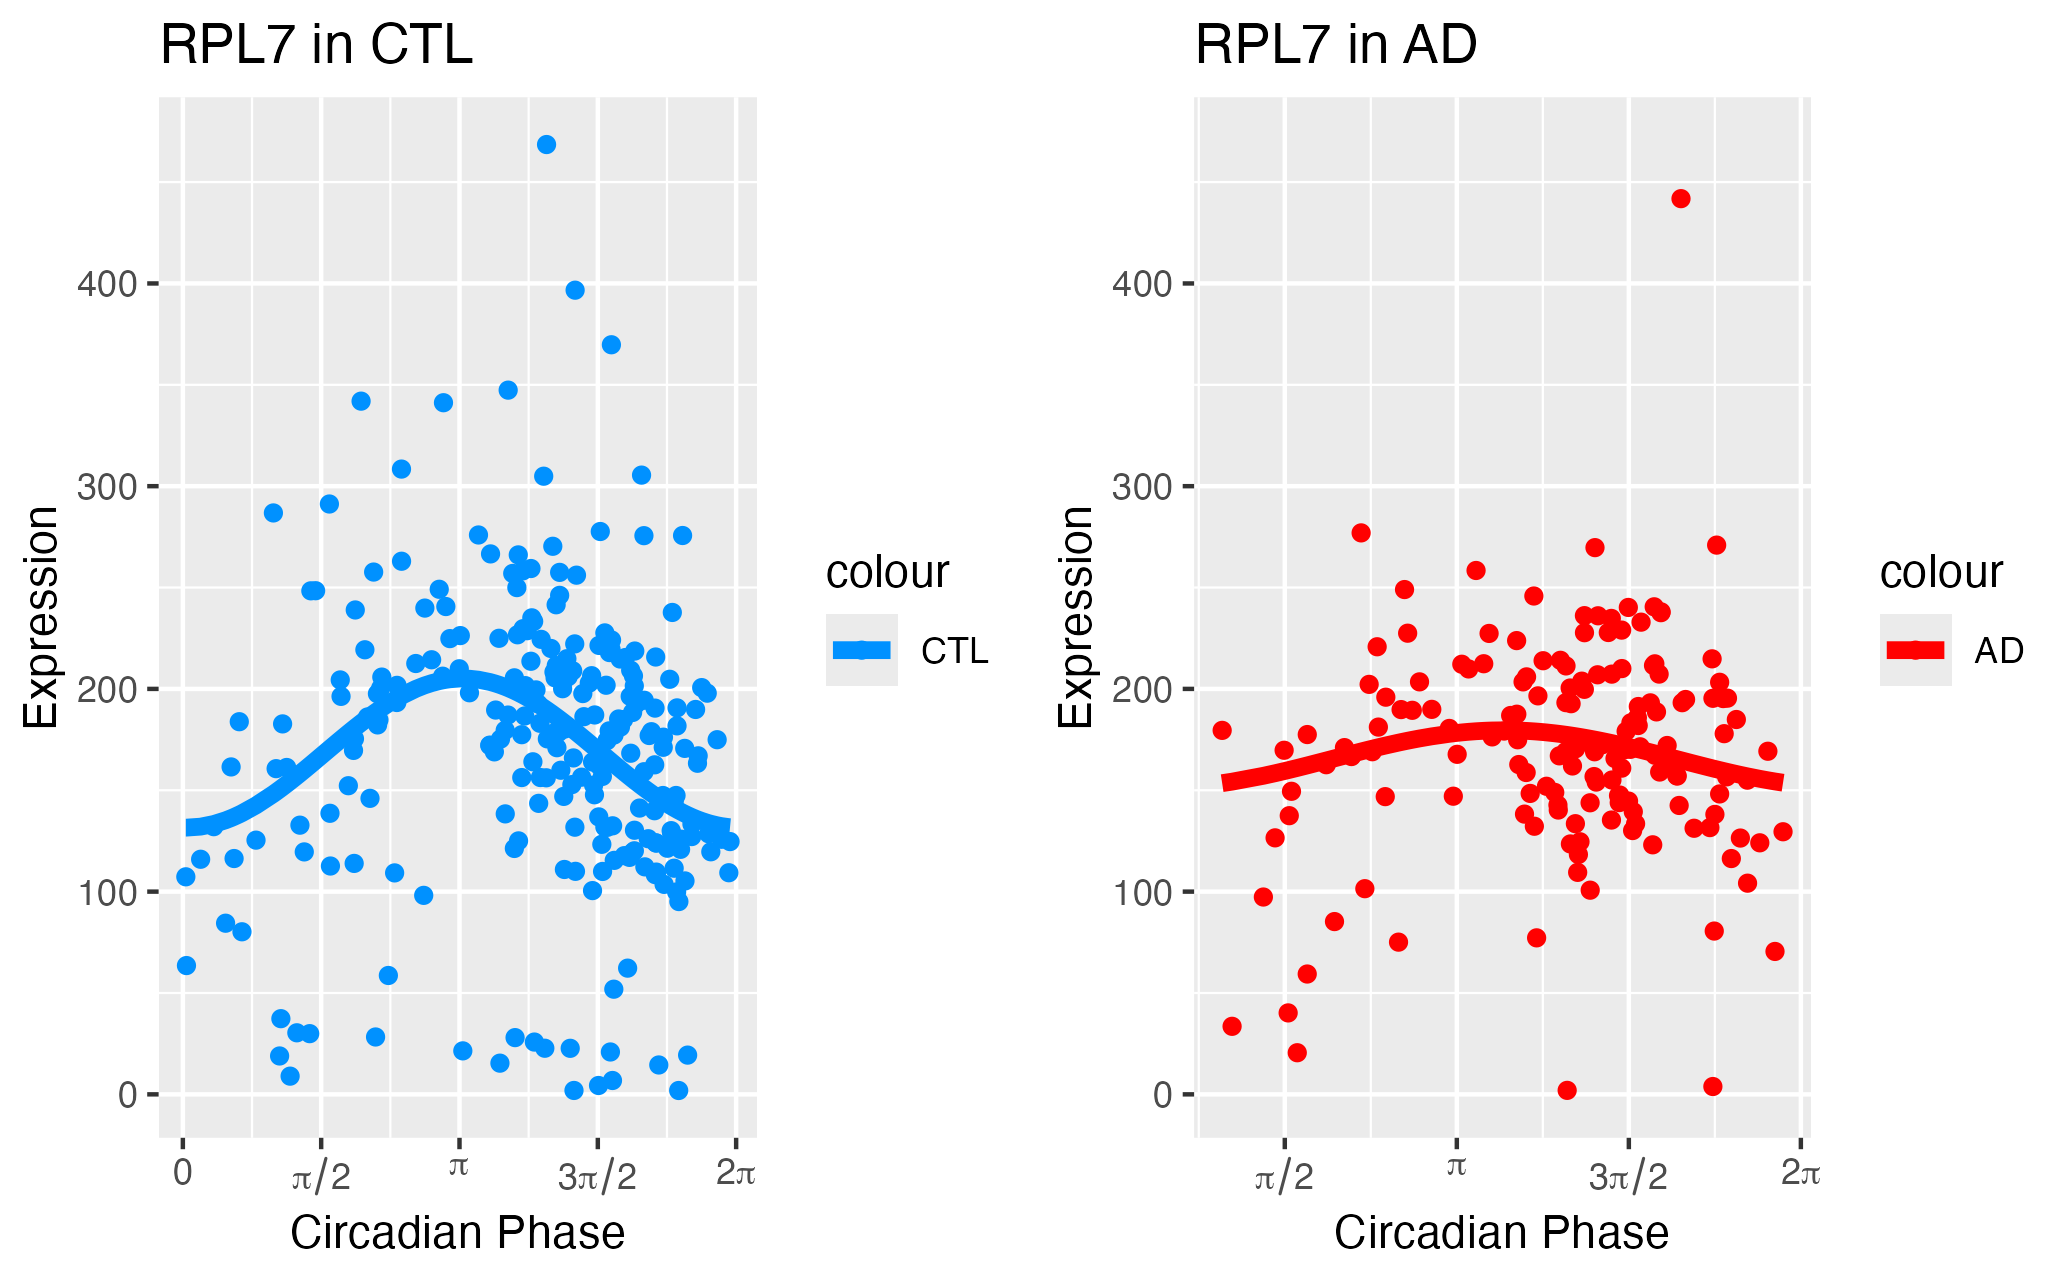 RPL7 in CTL
Expression
400
300
200
100
0
0 π/2 π 3π/2 2π
Circadian Phase
colour
CTL
RPL7 in AD
Expression
400
300
200
100
0
π/2 π 3π/2 2π
Circadian Phase
colour
AD